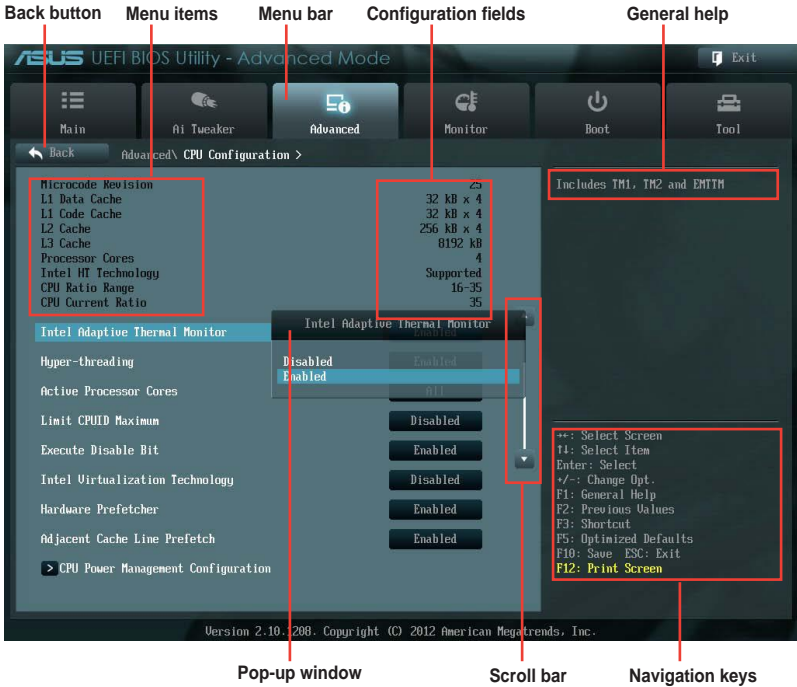 Back button Menu items Menu bar Configuration fields General help
ASUS UEFI BIOS Utility - Advanced Mode Exit
Main Ai Tweaker Advanced Monitor Boot Tool
Back Advanced\ CPU Configuration >
Microcode Revision 25
L1 Data Cache 32 kB x 4
L1 Code Cache 32 kB x 4
L2 Cache 256 kB x 4
L3 Cache 8192 kB
Processor Cores 4
Intel HT Technology Supported
CPU Ratio Range 16-35
CPU Current Ratio 35
Includes TM1, TM2 and EMTTM
Intel Adaptive Thermal Monitor Enabled
Intel Adaptive Thermal Monitor
Disabled
Enabled
Hyper-threading Enabled
Active Processor Cores All
Limit CPUID Maximum Disabled
Execute Disable Bit Enabled
Intel Virtualization Technology Disabled
Hardware Prefetcher Enabled
Adjacent Cache Line Prefetch Enabled
> CPU Power Management Configuration
→←: Select Screen
↑↓: Select Item
Enter: Select
+/-: Change Opt.
F1: General Help
F2: Previous Values
F3: Shortcut
F5: Optimized Defaults
F10: Save ESC: Exit
F12: Print Screen
Version 2.10.1208. Copyright (C) 2012 American Megatrends, Inc.
Pop-up window Scroll bar Navigation keys